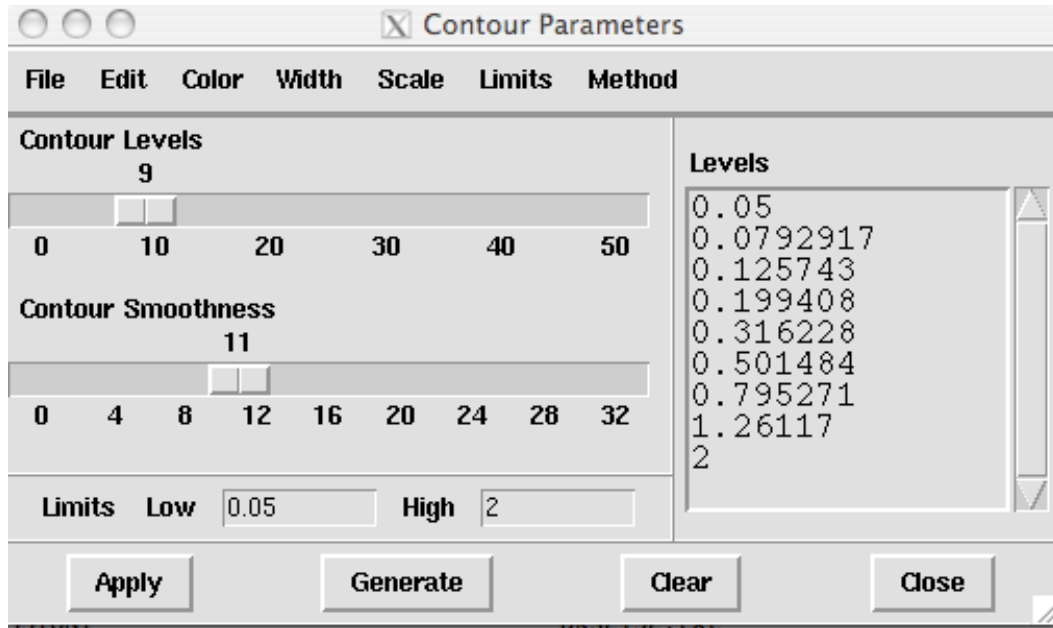 X Contour Parameters
File Edit Color Width Scale Limits Method
Contour Levels
9
0 10 20 30 40 50
Contour Smoothness
11
0 4 8 12 16 20 24 28 32
Limits Low 0.05 High 2
Levels
0.05
0.0792917
0.125743
0.199408
0.316228
0.501484
0.795271
1.26117
2
Apply Generate Clear Close